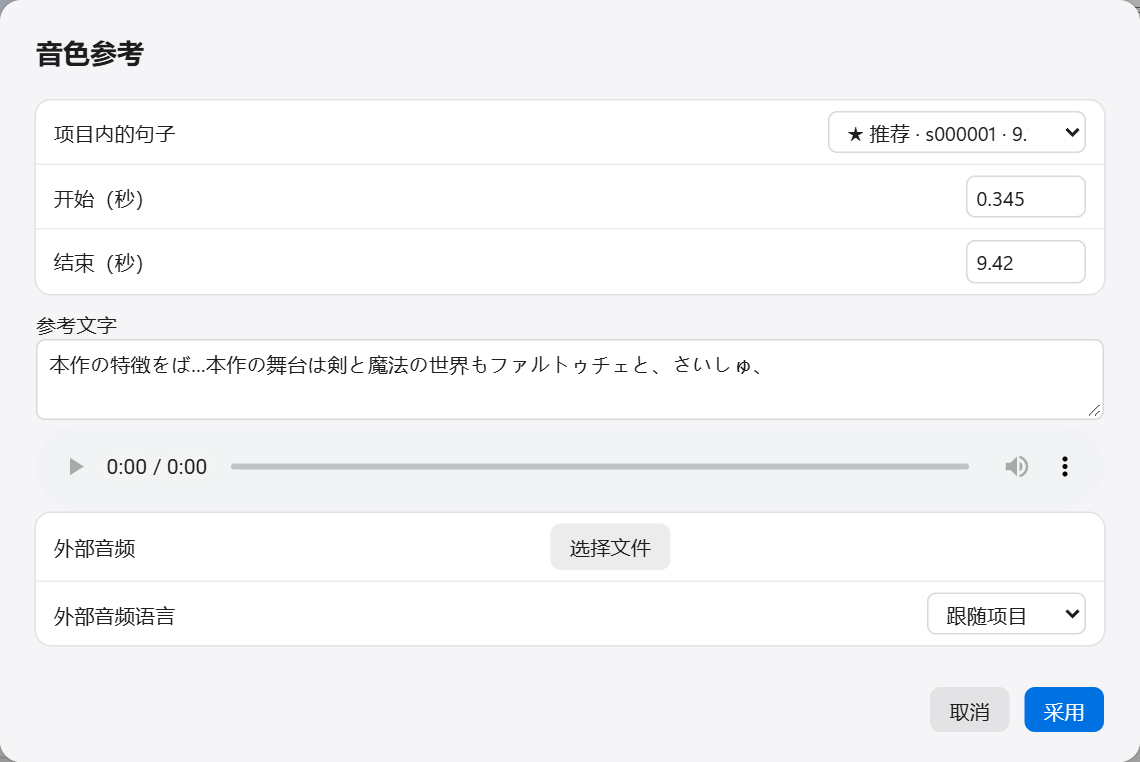 音色参考
项目内的句子
★ 推荐 · s000001 · 9.
开始（秒）
0.345
结束（秒）
9.42
参考文字
本作の特徴をば...本作の舞台は剣と魔法の世界もファルトゥチェと、さいしゅ、
0:00 / 0:00
外部音频
选择文件
外部音频语言
跟随项目
取消
采用